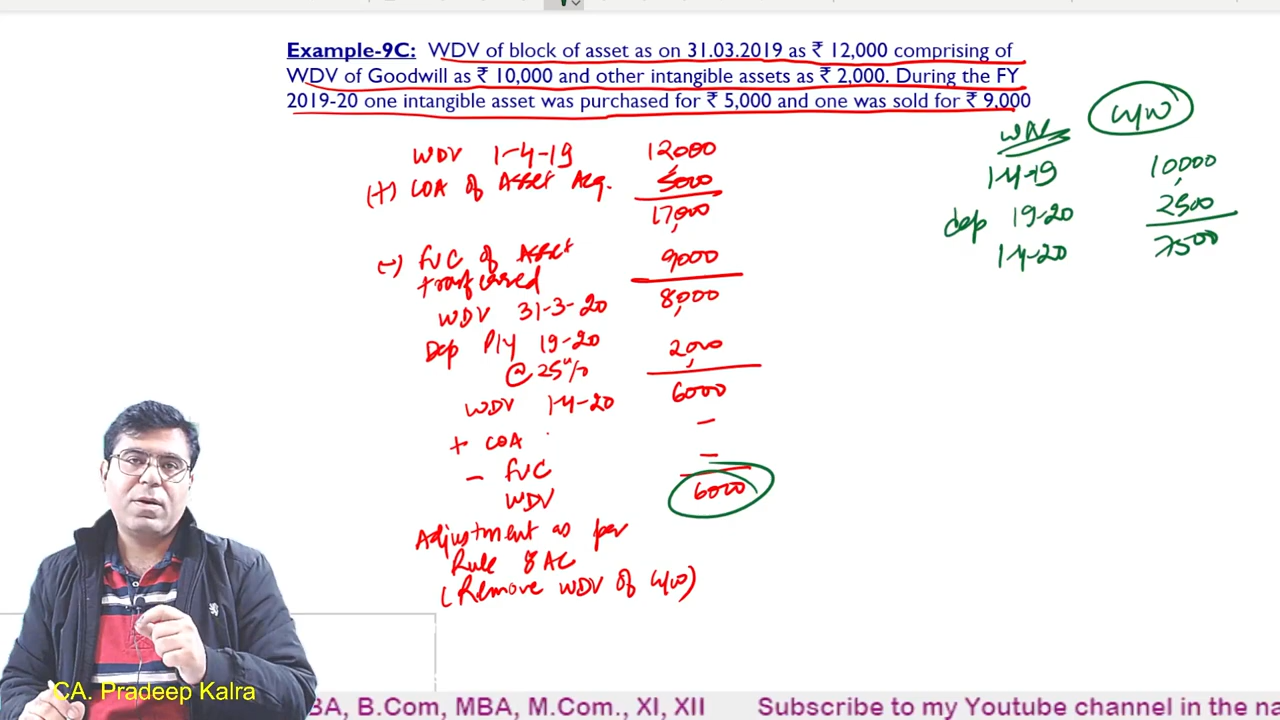 Example-9C: WDV of block of asset as on 31.03.2019 as ₹ 12,000 comprising of
WDV of Goodwill as ₹ 10,000 and other intangible assets as ₹ 2,000. During the FY
2019-20 one intangible asset was purchased for ₹ 5,000 and one was sold for ₹ 9,000
WDV 1-4-19 12000
(+) COA of Asset Acq. 5000
17,000
(-) FVC of Asset
transferred 9000
WDV 31-3-20 8,000
Dep P/Y 19-20
@ 25% 2,000
WDV 1-4-20 6000
+ COA -
- FVC -
WDV 6000
Adjustment as per
Rule 8AC
(Remove WDV of G/W)
G/W
WDV
1-4-19 10000
dep 19-20 2500
1-4-20 7500
CA. Pradeep Kalra
BA, B.Com, MBA, M.Com., XI, XII Subscribe to my Youtube channel in the na